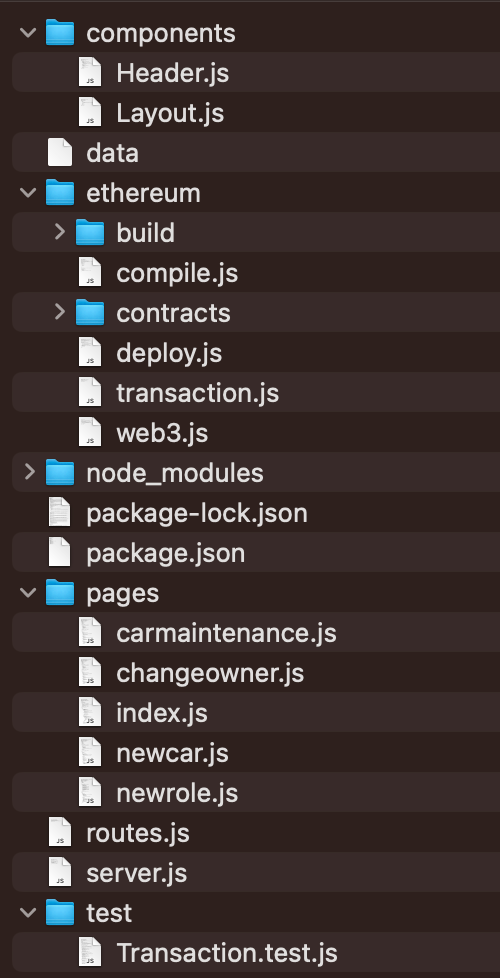 components
Header.js
Layout.js
data
ethereum
build
compile.js
contracts
deploy.js
transaction.js
web3.js
node_modules
package-lock.json
package.json
pages
carmaintenance.js
changeowner.js
index.js
newcar.js
newrole.js
routes.js
server.js
test
Transaction.test.js